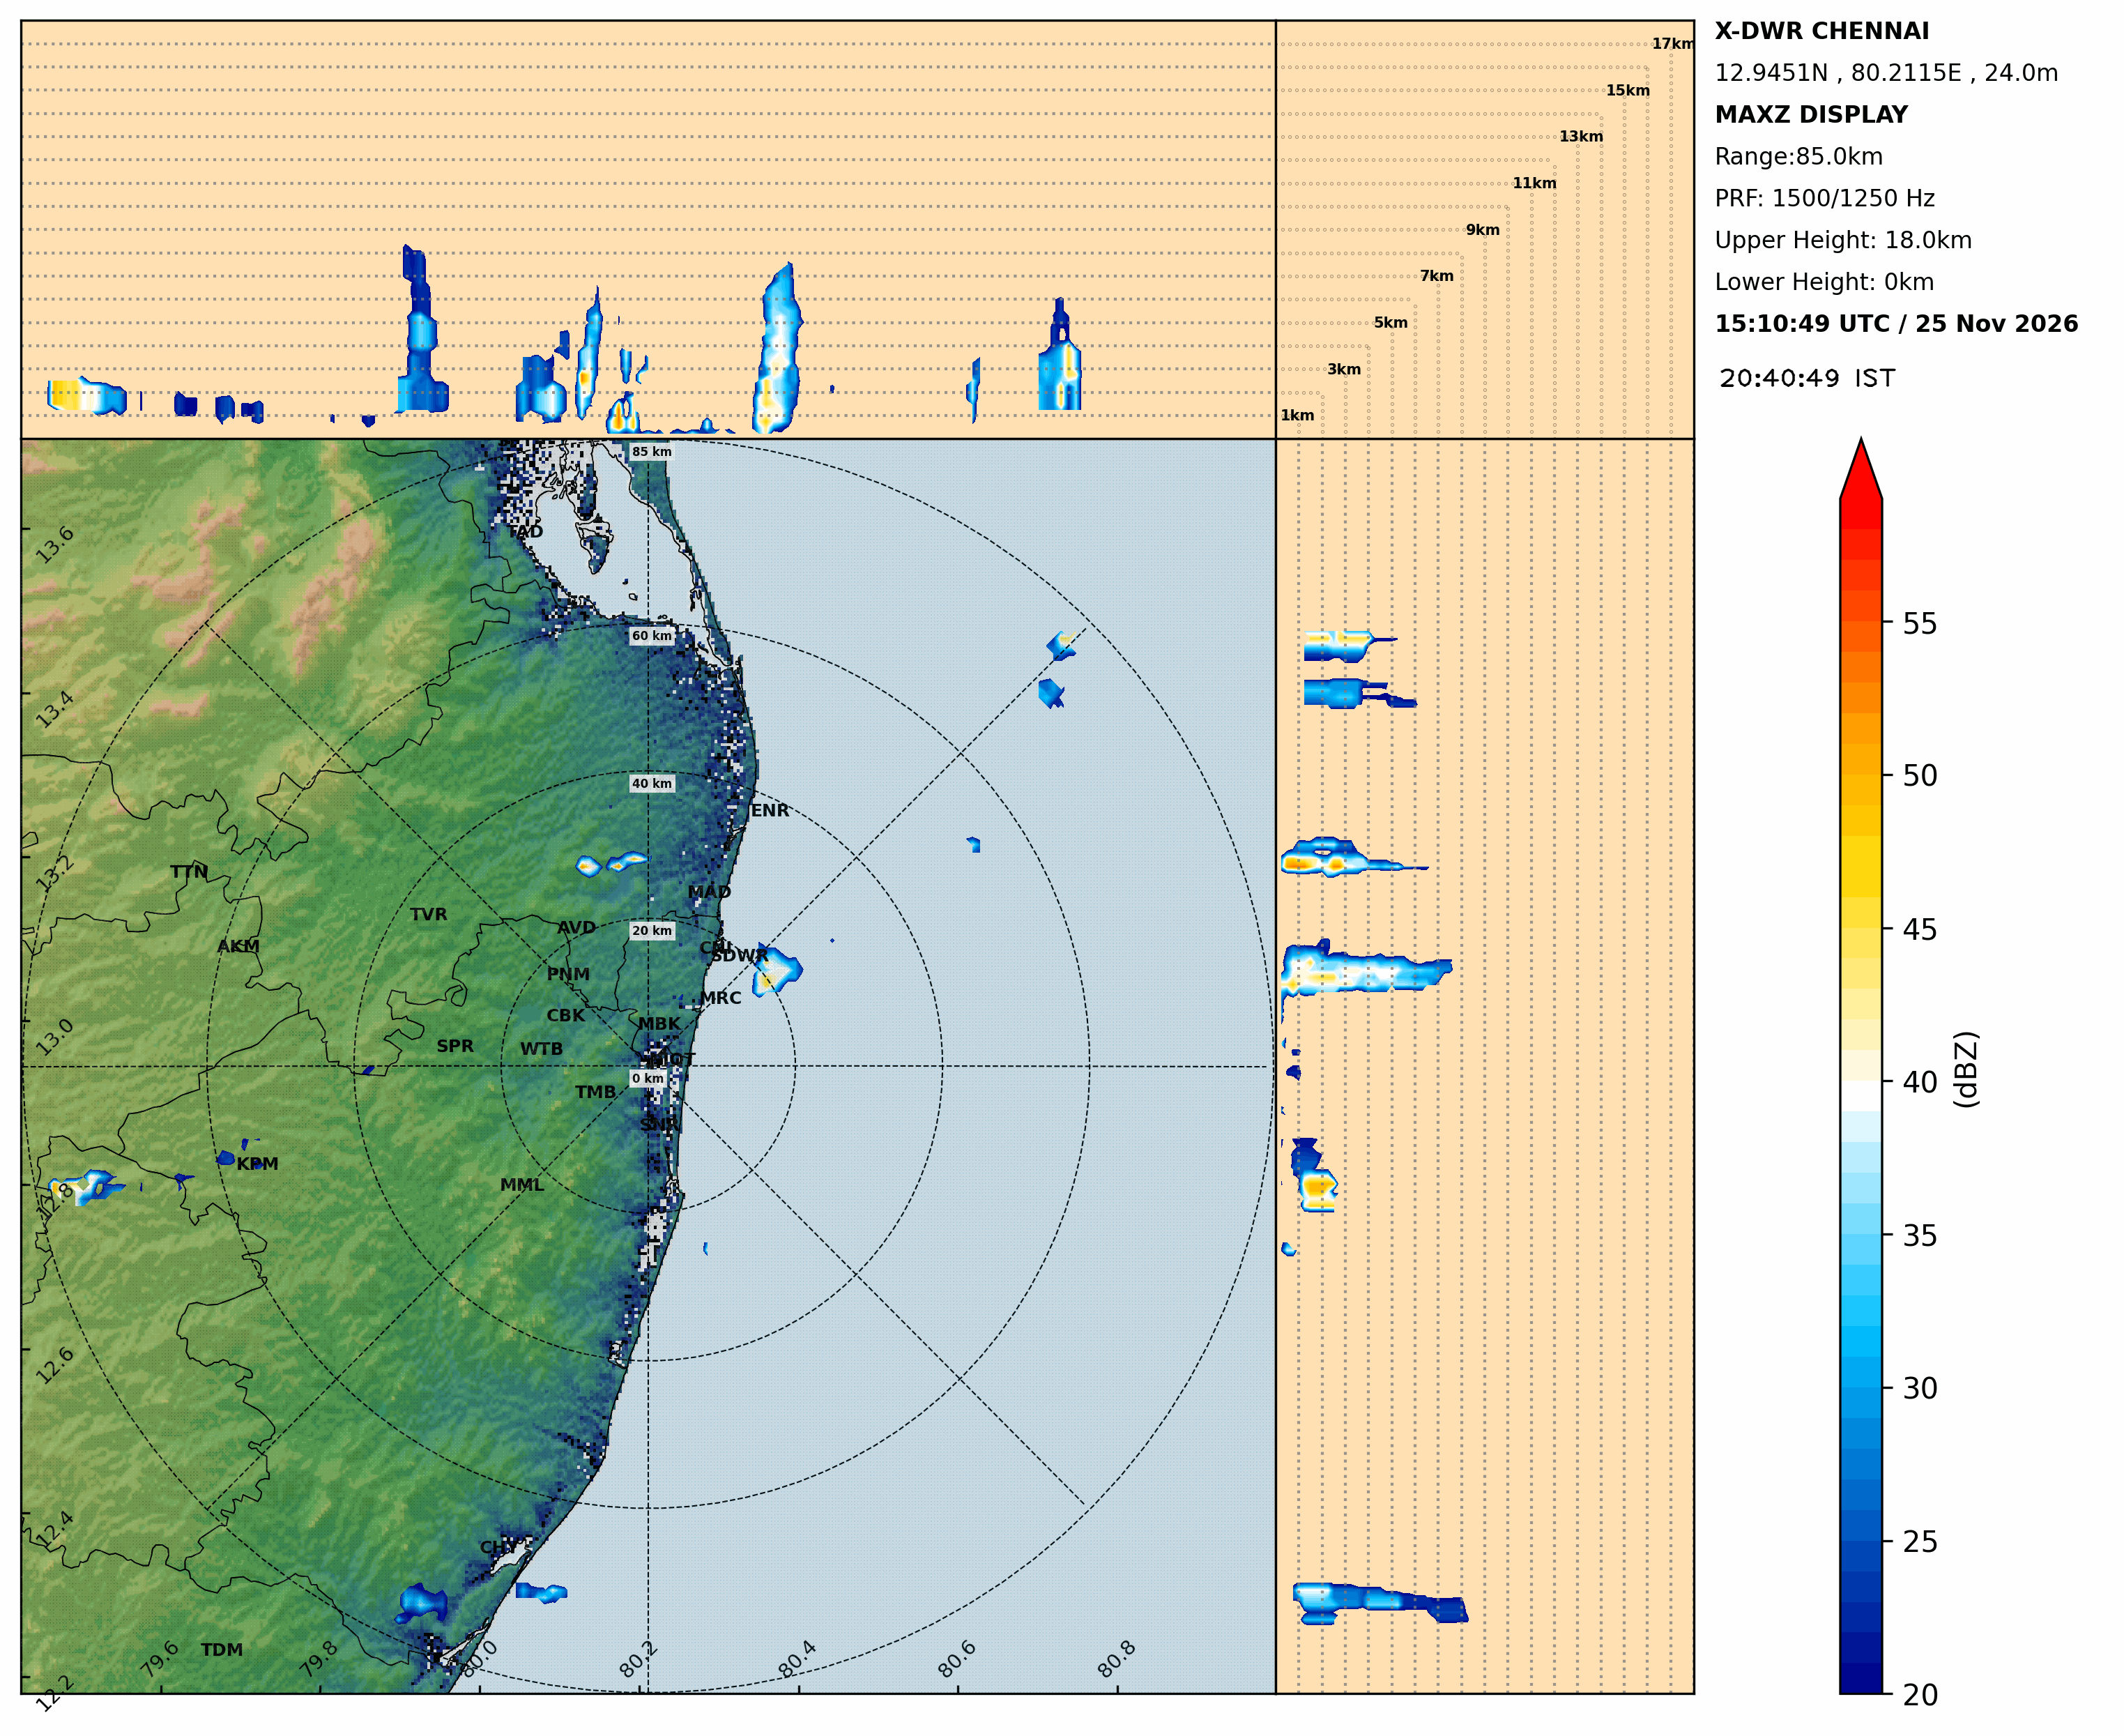 X-DWR CHENNAI
12.9451N , 80.2115E , 24.0m
MAXZ DISPLAY
Range:85.0km
PRF: 1500/1250 Hz
Upper Height: 18.0km
Lower Height: 0km
15:10:49 UTC / 25 Nov 2026
20:40:49 IST
17km
15km
13km
11km
9km
7km
5km
3km
1km
85 km
TAD
13.6
60 km
13.4
40 km
ENR
13.2
TTN
MAD
TVR
AVD
20 km
AKM
SDWR
PNM
MRC
13.0
CBK
MBK
SPR
WTB
0 km
TMB
SNR
KPM
MML
12.8
12.6
12.4
CHY
TDM
12.2
79.6
79.8
80.0
80.2
80.4
80.6
80.8
55
50
45
40
35
30
25
20
(dBZ)